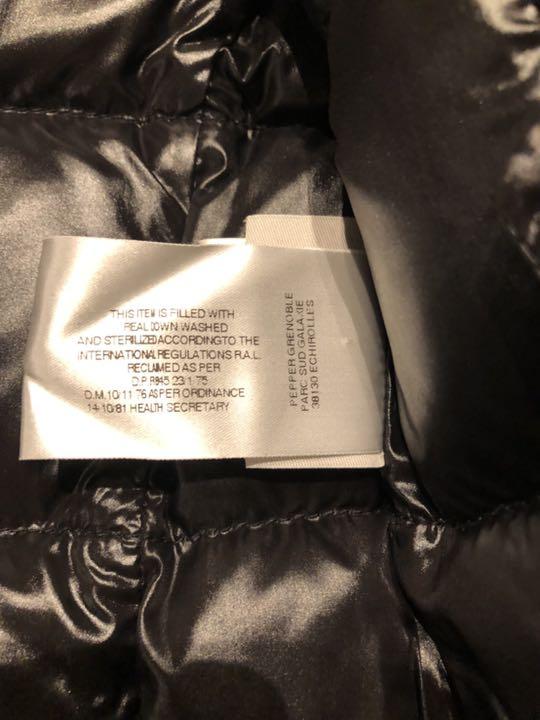 THIS ITEM IS FILLED WITH
REAL DOWN WASHED
AND STERILIZED ACCORDING TO THE
INTERNATIONAL REGULATIONS R.A.L.
RECLAIMED AS PER
D.P.R 945 23/1 75
D.M. 10/11 76 AS PER ORDINANCE
14-10/81 HEALTH SECRETARY
PEPPER GRENOBLE
PARC SUD GALAXIE
38130 ECHIROLLES